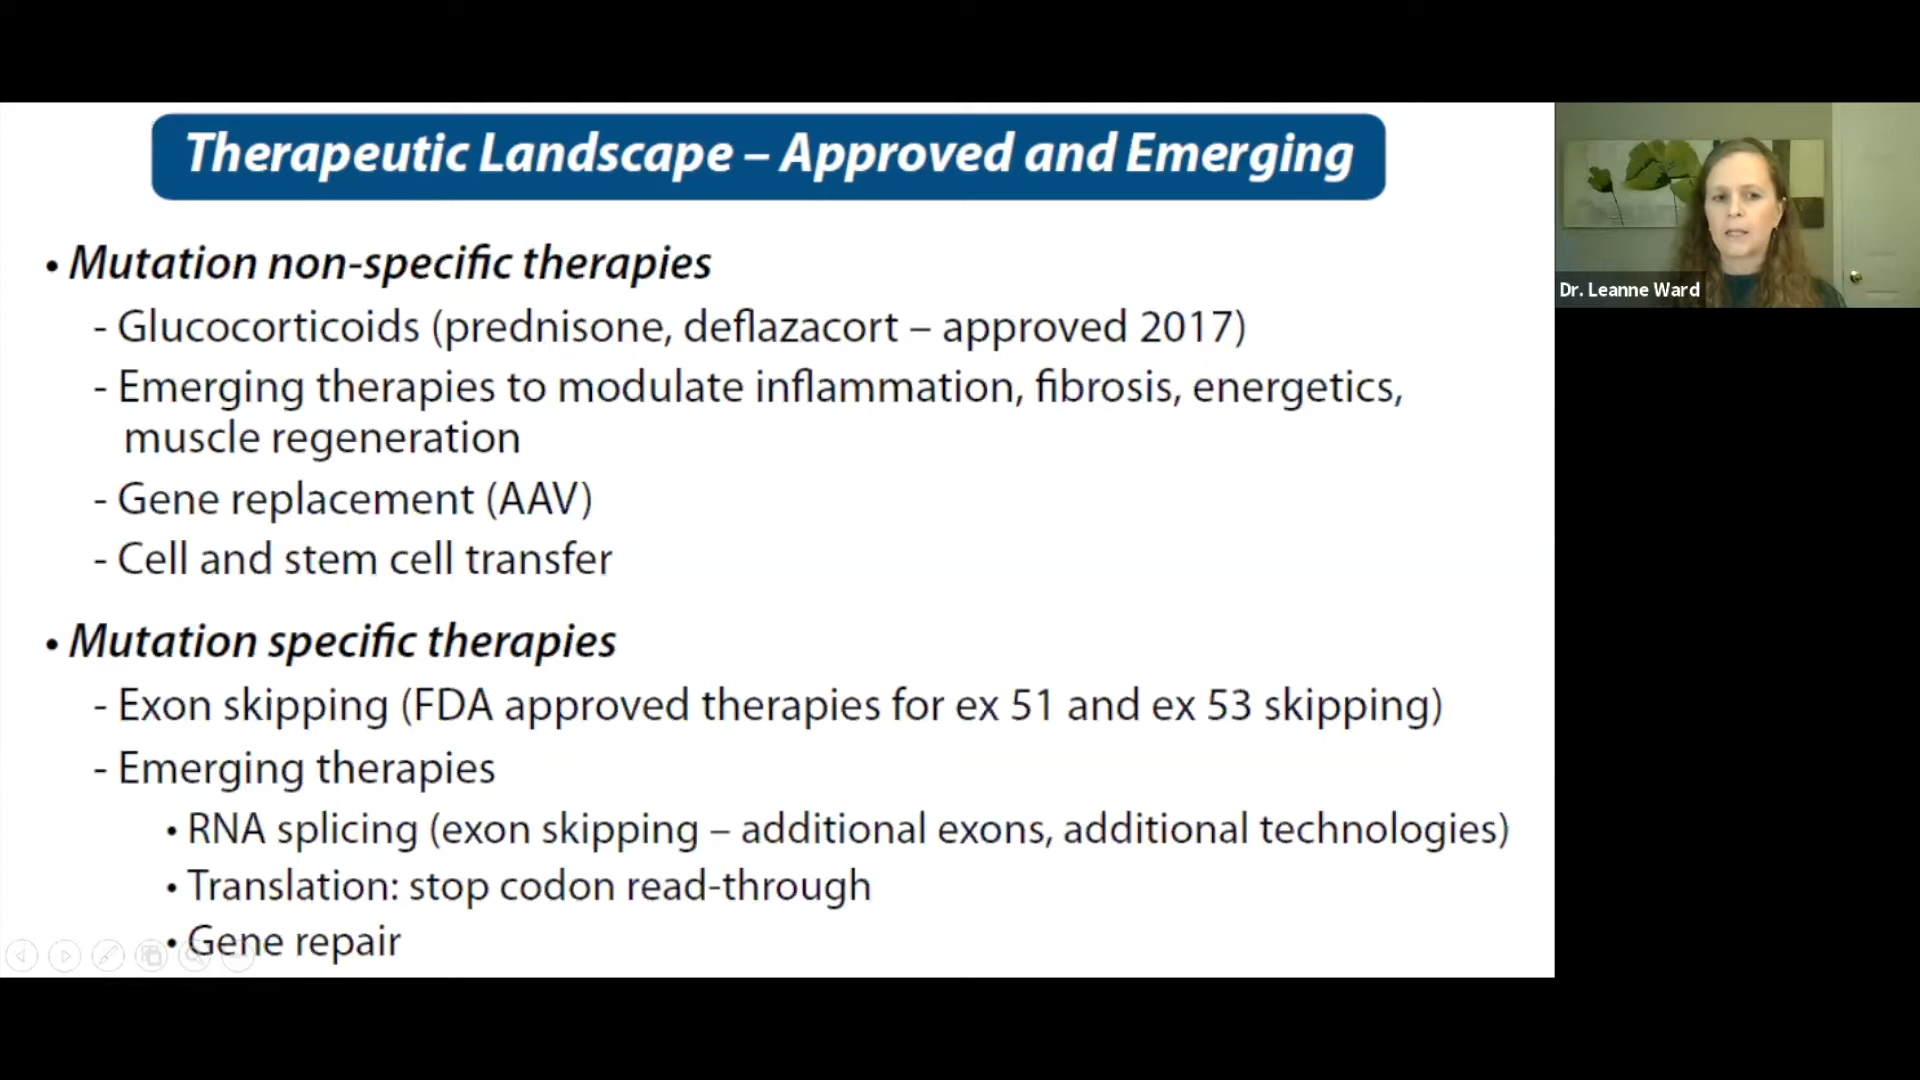 Therapeutic Landscape – Approved and Emerging
• Mutation non-specific therapies
- Glucocorticoids (prednisone, deflazacort – approved 2017)
- Emerging therapies to modulate inflammation, fibrosis, energetics,
muscle regeneration
- Gene replacement (AAV)
- Cell and stem cell transfer
• Mutation specific therapies
- Exon skipping (FDA approved therapies for ex 51 and ex 53 skipping)
- Emerging therapies
• RNA splicing (exon skipping – additional exons, additional technologies)
• Translation: stop codon read-through
• Gene repair
Dr. Leanne Ward